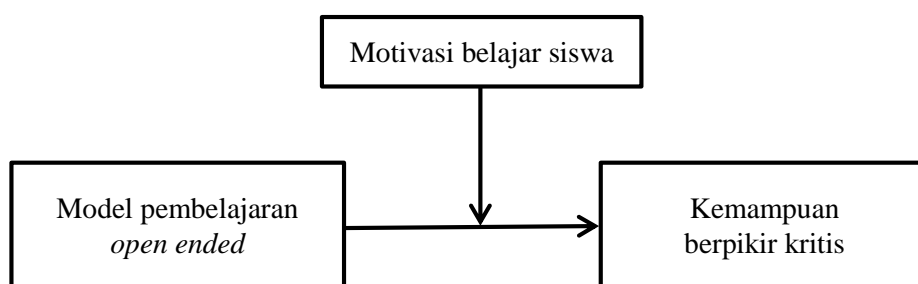 Motivasi belajar siswa
Model pembelajaran
open ended
Kemampuan
berpikir kritis